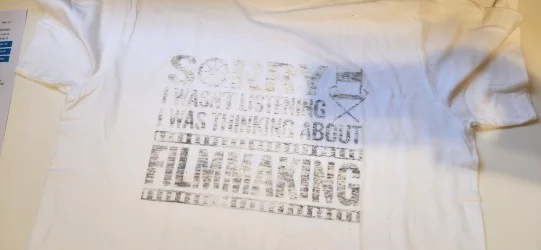 SORRY
I WASN'T LISTENING
I WAS THINKING ABOUT
FILMMAKING